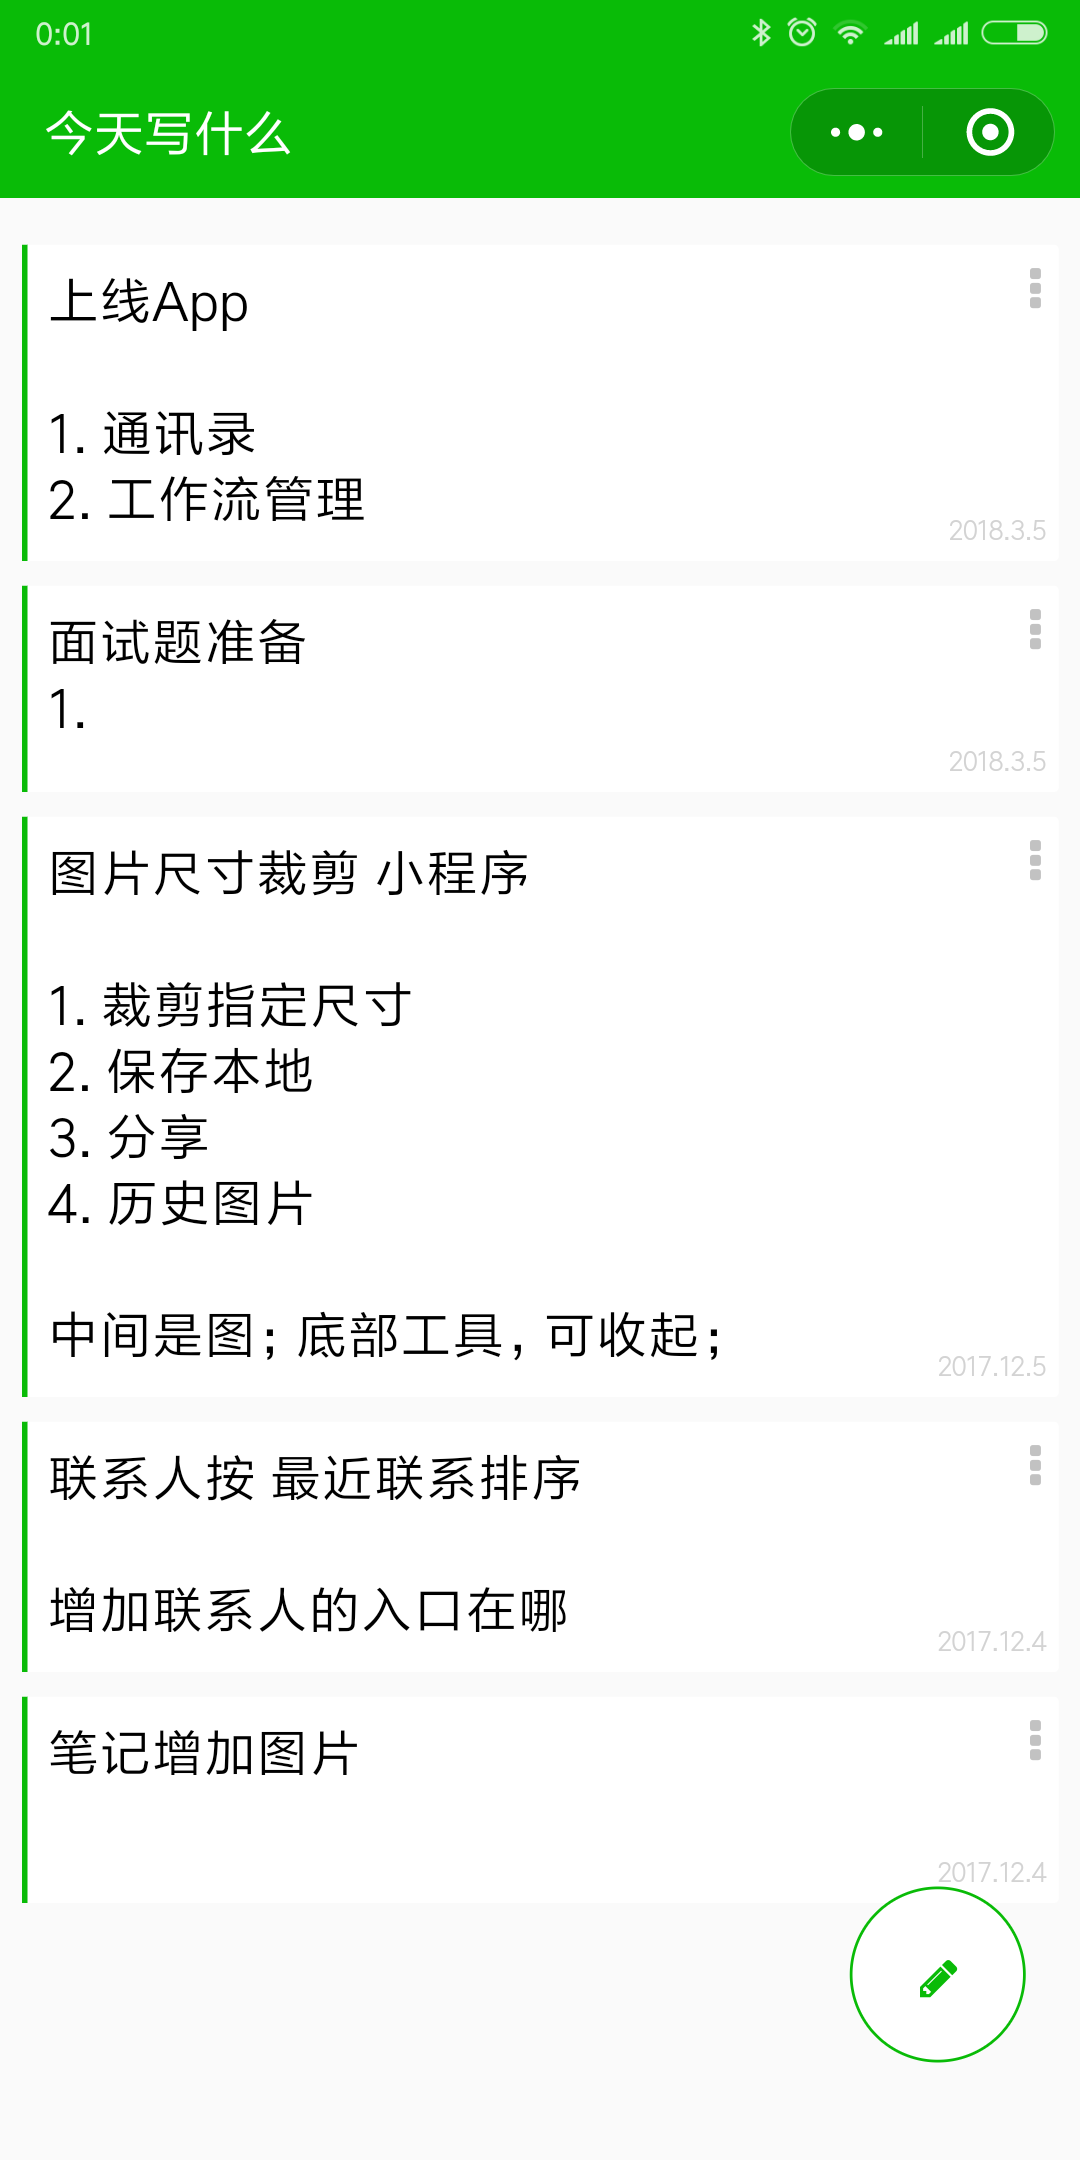 0:01
今天写什么
上线App
1. 通讯录
2. 工作流管理
2018.3.5
面试题准备
1.
2018.3.5
图片尺寸裁剪 小程序
1. 裁剪指定尺寸
2. 保存本地
3. 分享
4. 历史图片
中间是图；底部工具，可收起；
2017.12.5
联系人按 最近联系排序
增加联系人的入口在哪
2017.12.4
笔记增加图片
2017.12.4